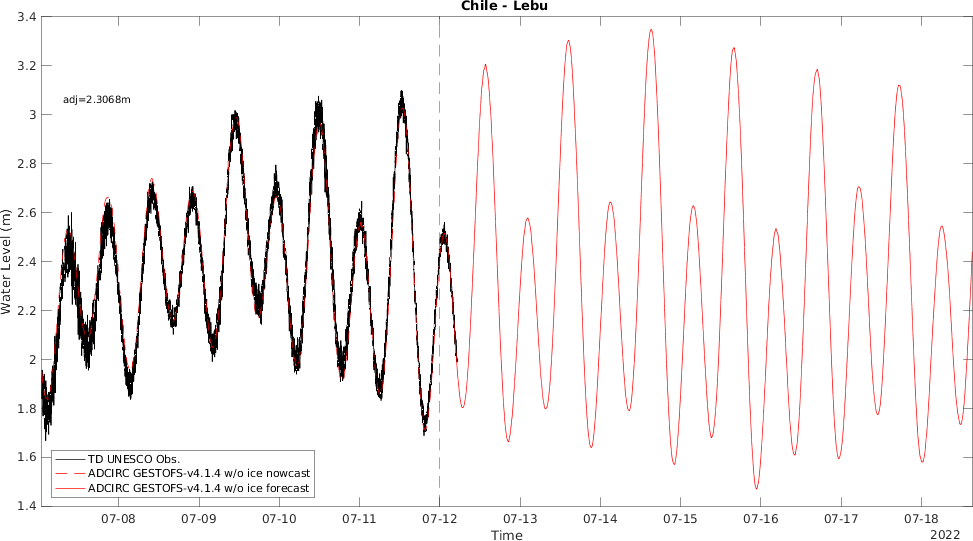 Chile - Lebu
3.4
3.2
3
2.8
2.6
2.4
2.2
2
1.8
1.6
1.4
Water Level (m)
adj=2.3068m
TD UNESCO Obs.
ADCIRC GESTOFS-v4.1.4 w/o ice nowcast
ADCIRC GESTOFS-v4.1.4 w/o ice forecast
07-08 07-09 07-10 07-11 07-12 07-13 07-14 07-15 07-16 07-17 07-18
Time
2022